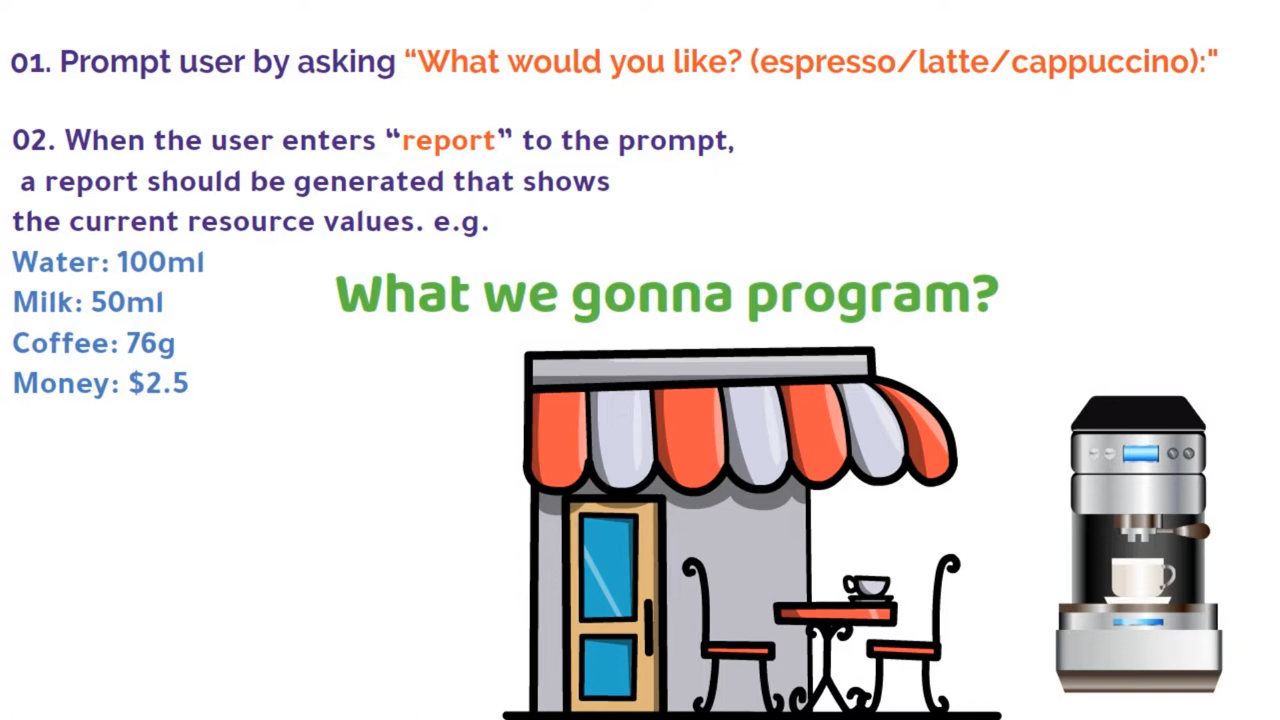 01. Prompt user by asking “What would you like? (espresso/latte/cappuccino):"
02. When the user enters “report” to the prompt,
a report should be generated that shows
the current resource values. e.g.
Water: 100ml
Milk: 50ml
Coffee: 76g
Money: $2.5
What we gonna program?